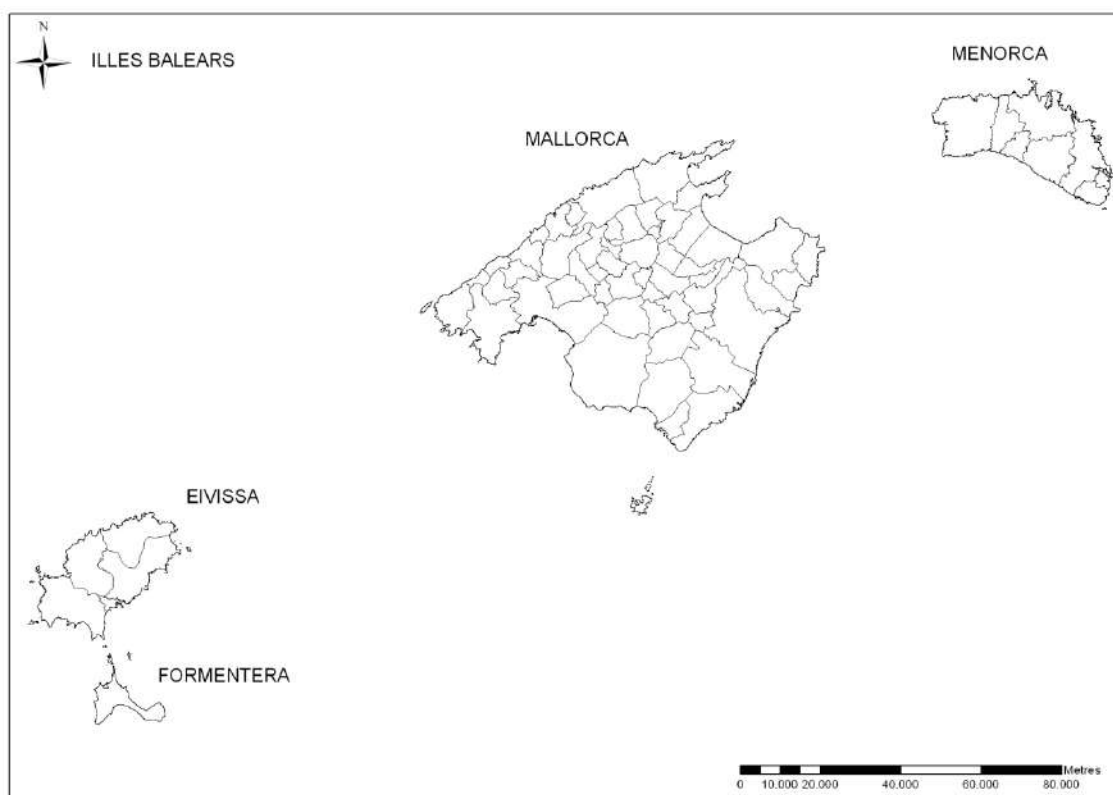 N
ILLES BALEARS
MENORCA
MALLORCA
EIVISSA
FORMENTERA
Metres
0 10.000 20.000 40.000 60.000 80.000